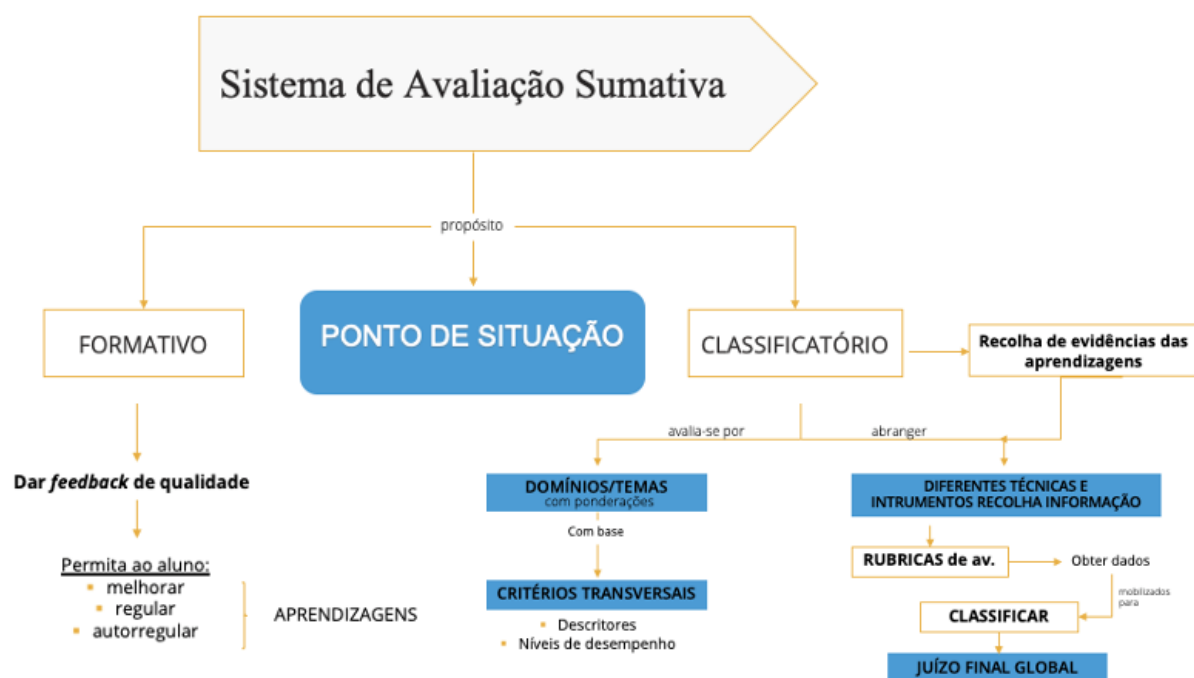 Sistema de Avaliação Sumativa
propósito
FORMATIVO
PONTO DE SITUAÇÃO
CLASSIFICATÓRIO
Recolha de evidências das
aprendizagens
Dar feedback de qualidade
Permita ao aluno:
▪ melhorar
▪ regular
▪ autorregular
APRENDIZAGENS
avalia-se por
abranger
DOMÍNIOS/TEMAS
com ponderações
Com base
CRITÉRIOS TRANSVERSAIS
▪ Descritores
▪ Níveis de desempenho
DIFERENTES TÉCNICAS E
INTRUMENTOS RECOLHA INFORMAÇÃO
RUBRICAS de av.
Obter dados
mobilizados
para
CLASSIFICAR
JUÍZO FINAL GLOBAL